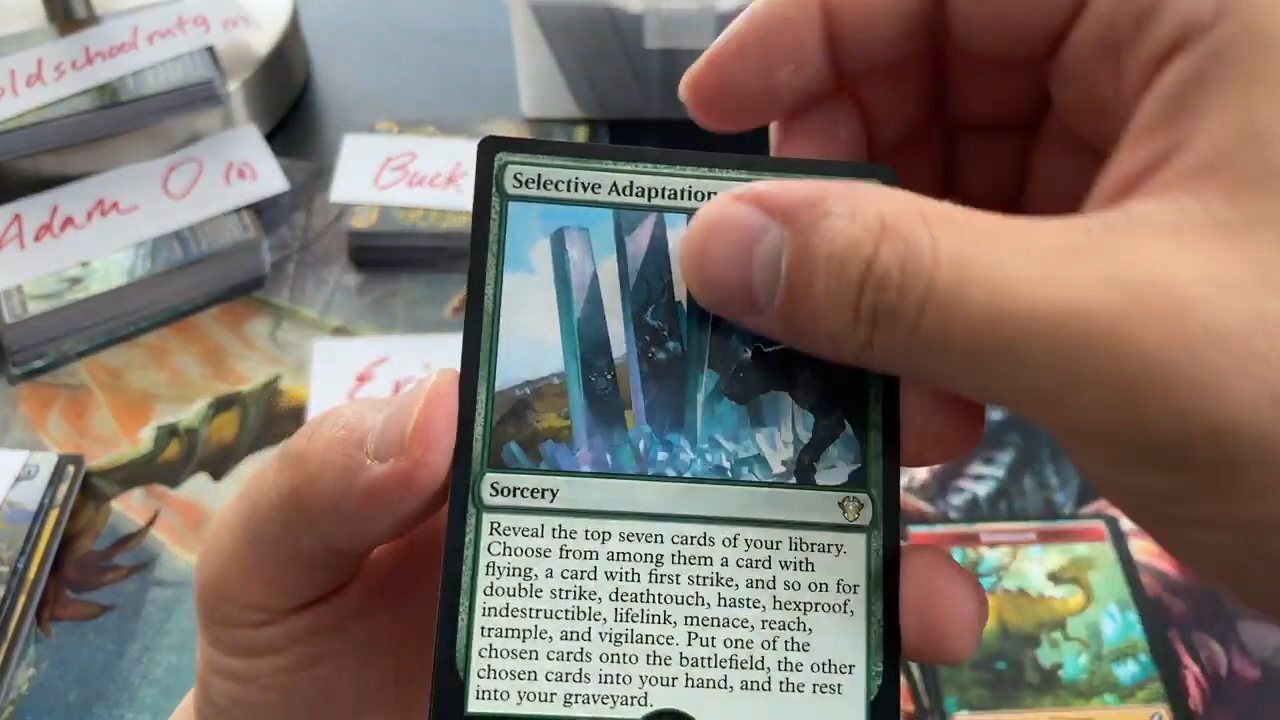 oldschoolmtg
Adam O (8)
Buck
Selective Adaptation
Sorcery
Reveal the top seven cards of your library.
Choose from among them a card with
flying, a card with first strike, and so on for
double strike, deathtouch, haste, hexproof,
indestructible, lifelink, menace, reach,
trample, and vigilance. Put one of the
chosen cards onto the battlefield, the other
chosen cards into your hand, and the rest
into your graveyard.